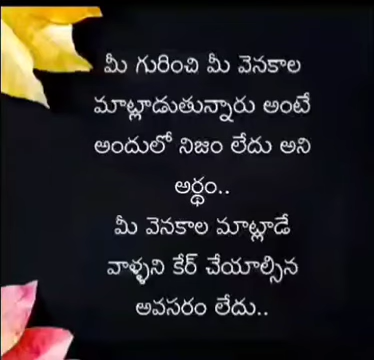 మీ గురించి మీ వెనకాల
మాట్లాడుతున్నారు అంటే
అందులో నిజం లేదు అని
అర్థం..
మీ వెనకాల మాట్లాడే
వాళ్ళని కేర్ చేయాల్సిన
అవసరం లేదు..